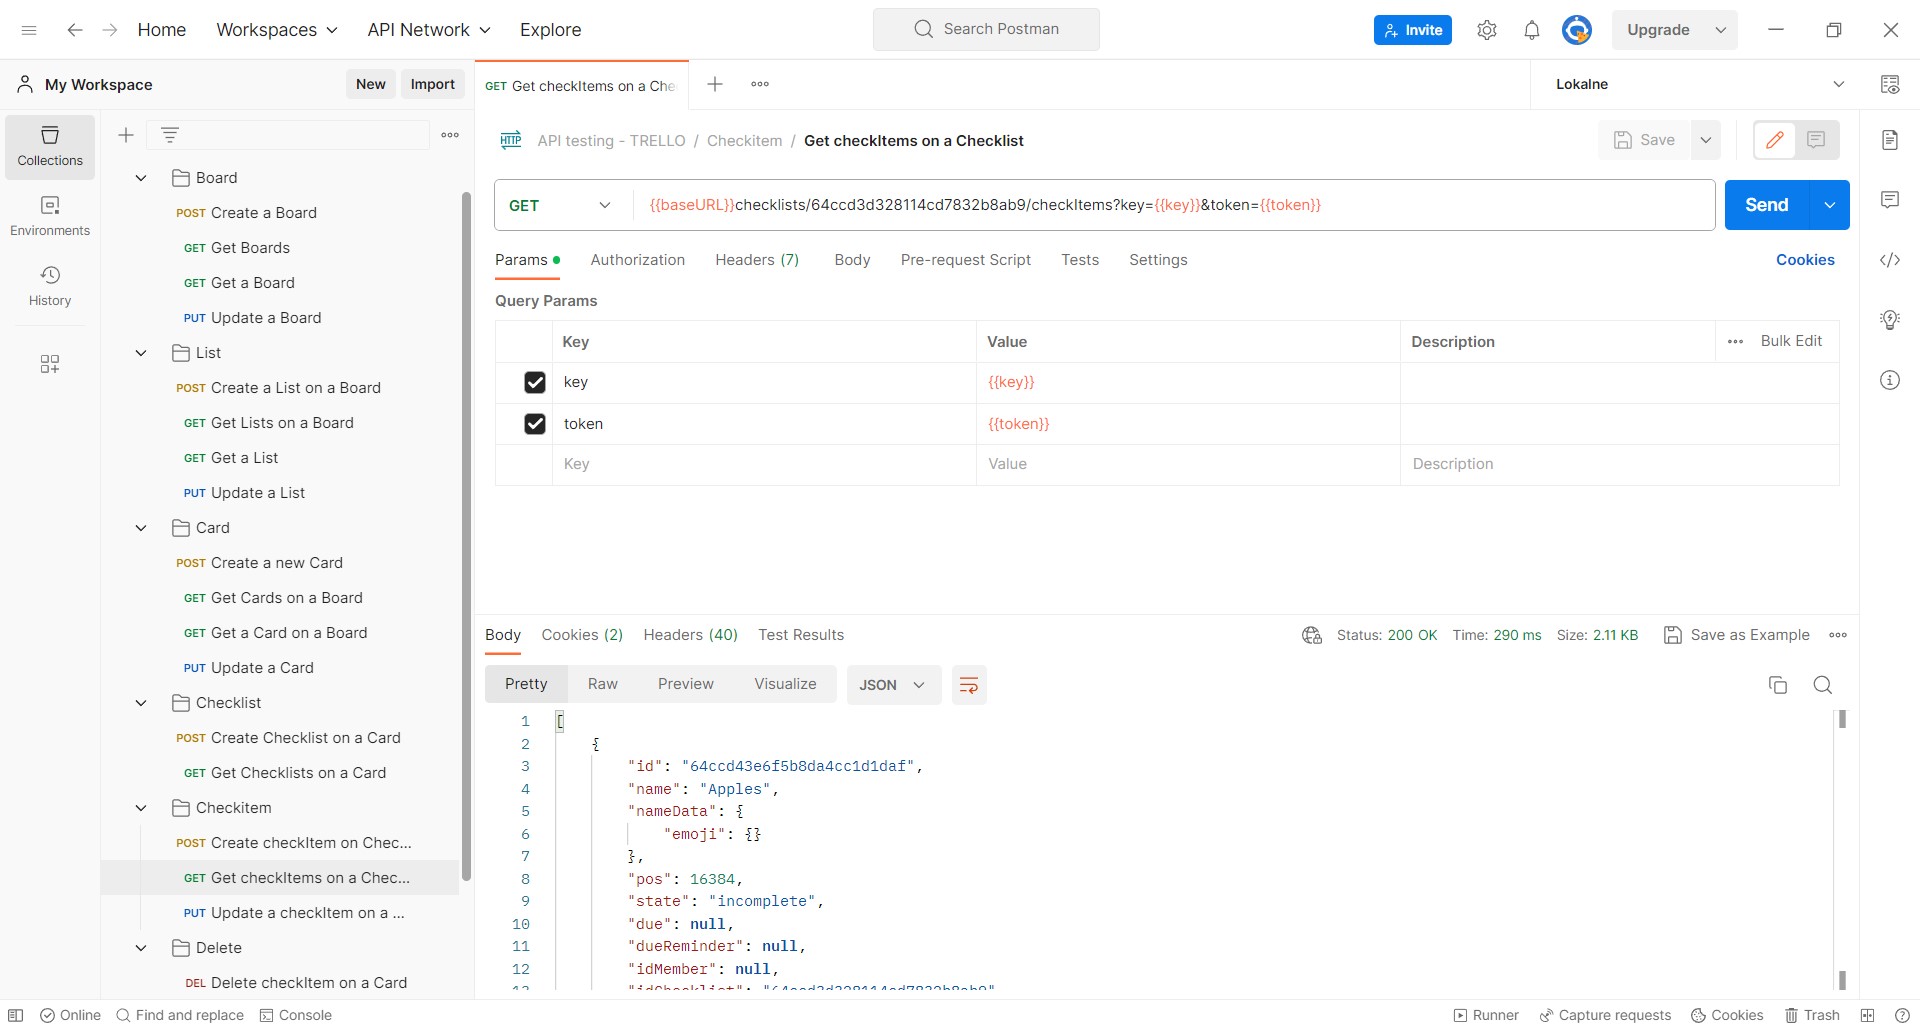 Home
Workspaces
API Network
Explore
Search Postman
Invite
Upgrade
My Workspace
New
Import
GET Get checkItems on a Che
Lokalne
Collections
Environments
History
Board
POST Create a Board
GET Get Boards
GET Get a Board
PUT Update a Board
List
POST Create a List on a Board
GET Get Lists on a Board
GET Get a List
PUT Update a List
Card
POST Create a new Card
GET Get Cards on a Board
GET Get a Card on a Board
PUT Update a Card
Checklist
POST Create Checklist on a Card
GET Get Checklists on a Card
Checkitem
POST Create checkItem on Chec...
GET Get checkItems on a Chec...
PUT Update a checkItem on a ...
Delete
DEL Delete checkItem on a Card
HTTP API testing - TRELLO / Checkitem / Get checkItems on a Checklist
Save
GET {{baseURL}}checklists/64ccd3d328114cd7832b8ab9/checkItems?key={{key}}&token={{token}}
Send
Params Authorization Headers (7) Body Pre-request Script Tests Settings
Cookies
Query Params
Key Value Description Bulk Edit
key {{key}}
token {{token}}
Key Value Description
Body Cookies (2) Headers (40) Test Results
Status: 200 OK Time: 290 ms Size: 2.11 KB Save as Example
Pretty Raw Preview Visualize JSON
1 [
2 {
3 "id": "64ccd43e6f5b8da4cc1d1daf",
4 "name": "Apples",
5 "nameData": {
6 "emoji": {}
7 },
8 "pos": 16384,
9 "state": "incomplete",
10 "due": null,
11 "dueReminder": null,
12 "idMember": null,
13 "idChecklist": "64ccd3d328114cd7832b8ab9"
Online
Find and replace
Console
Runner
Capture requests
Cookies
Trash